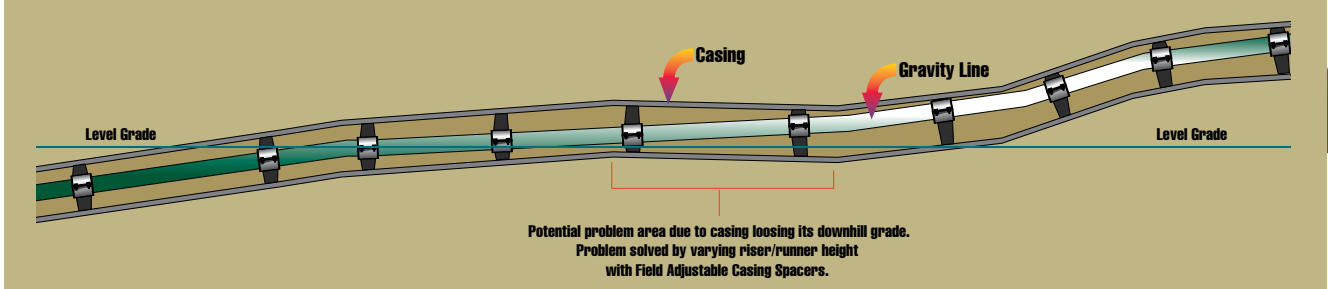 Casing
Gravity Line
Level Grade
Level Grade
Potential problem area due to casing loosing its downhill grade.
Problem solved by varying riser/runner height
with Field Adjustable Casing Spacers.